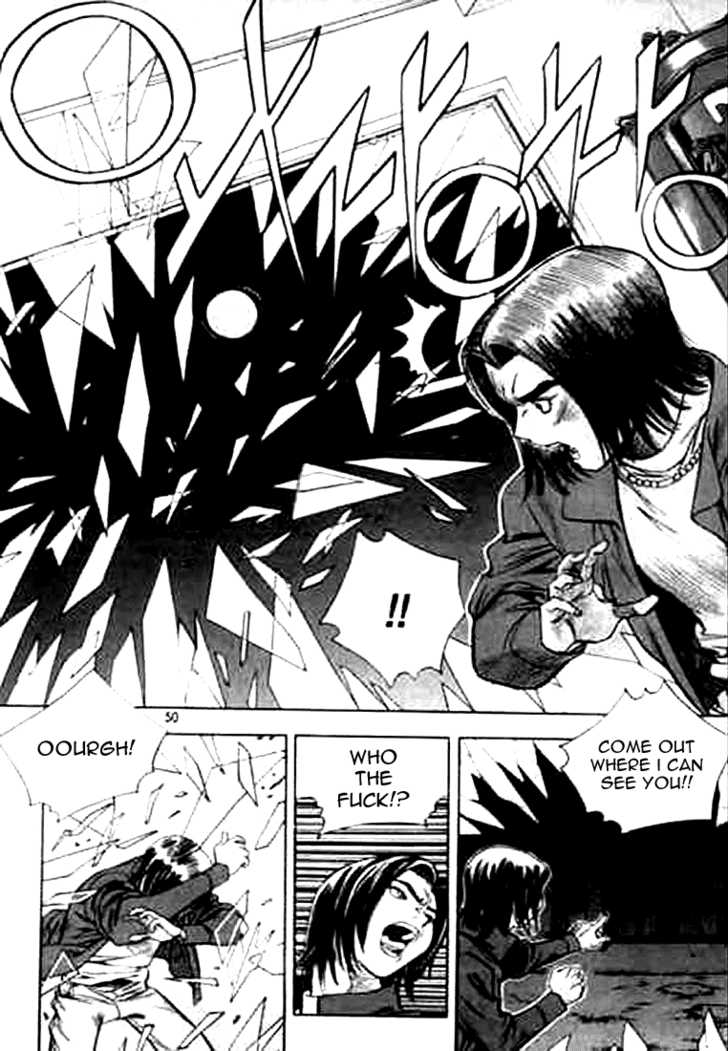 !!
50
OOURGH!
WHO
THE
FUCK!?
COME OUT
WHERE I CAN
SEE YOU!!